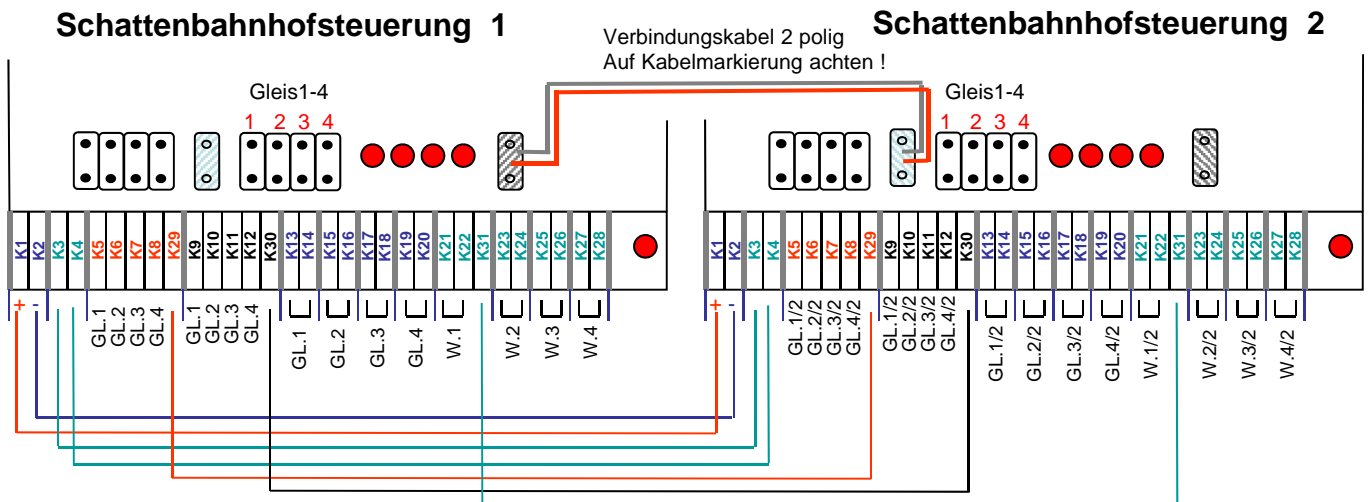 Schattenbahnhofsteuerung 1
Schattenbahnhofsteuerung 2
Verbindungskabel 2 polig
Auf Kabelmarkierung achten !
Gleis1-4
1 2 3 4
Gleis1-4
1 2 3 4
K1 K2 K3 K4 K5 K6 K7 K8 K29 K9 K10 K11 K12 K30 K13 K14 K15 K16 K17 K18 K19 K20 K21 K22 K31 K23 K24 K25 K26 K27 K28
K1 K2 K3 K4 K5 K6 K7 K8 K29 K9 K10 K11 K12 K30 K13 K14 K15 K16 K17 K18 K19 K20 K21 K22 K31 K23 K24 K25 K26 K27 K28
+ -
GL.1 GL.2 GL.3 GL.4
GL.1 GL.2 GL.3 GL.4
GL.1 GL.2 GL.3 GL.4 W.1 W.2 W.3 W.4
+ -
GL.1/2 GL.2/2 GL.3/2 GL.4/2
GL.1/2 GL.2/2 GL.3/2 GL.4/2
GL.1/2 GL.2/2 GL.3/2 GL.4/2 W.1/2 W.2/2 W.3/2 W.4/2